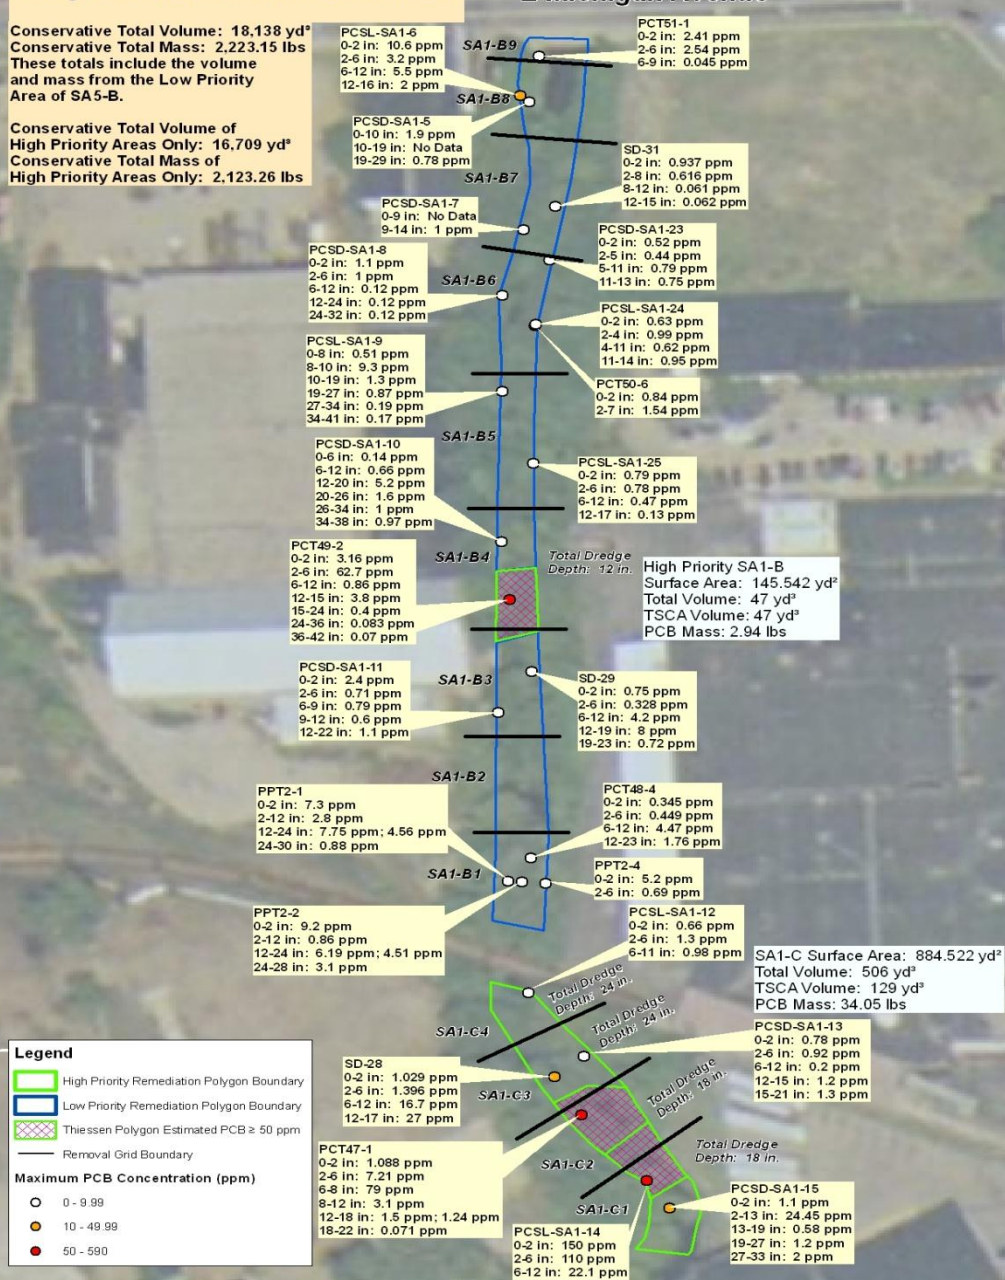 Conservative Total Volume: 18,138 yd³
Conservative Total Mass: 2,223.15 lbs
These totals include the volume
and mass from the Low Priority
Area of SA5-B.
Conservative Total Volume of
High Priority Areas Only: 16,709 yd³
Conservative Total Mass of
High Priority Areas Only: 2,123.26 lbs
PCSL-SA1-6
0-2 in: 10.6 ppm
2-6 in: 3.2 ppm
6-12 in: 5.5 ppm
12-16 in: 2 ppm
SA1-B9
PCT51-1
0-2 in: 2.41 ppm
2-6 in: 2.54 ppm
6-9 in: 0.045 ppm
SA1-B8
PCSD-SA1-5
0-10 in: 1.9 ppm
10-19 in: No Data
19-29 in: 0.78 ppm
SA1-B7
SD-31
0-2 in: 0.937 ppm
2-8 in: 0.616 ppm
8-12 in: 0.061 ppm
12-15 in: 0.062 ppm
PCSD-SA1-7
0-9 in: No Data
9-14 in: 1 ppm
PCSD-SA1-23
0-2 in: 0.52 ppm
2-5 in: 0.44 ppm
5-11 in: 0.79 ppm
11-13 in: 0.75 ppm
PCSD-SA1-8
0-2 in: 1.1 ppm
2-6 in: 1 ppm
6-12 in: 0.12 ppm
12-24 in: 0.12 ppm
24-32 in: 0.12 ppm
SA1-B6
PCSL-SA1-24
0-2 in: 0.63 ppm
2-4 in: 0.99 ppm
4-11 in: 0.62 ppm
11-14 in: 0.95 ppm
PCSL-SA1-9
0-8 in: 0.51 ppm
8-10 in: 9.3 ppm
10-19 in: 1.3 ppm
19-27 in: 0.87 ppm
27-34 in: 0.19 ppm
34-41 in: 0.17 ppm
PCT50-6
0-2 in: 0.84 ppm
2-7 in: 1.54 ppm
SA1-B5
PCSD-SA1-10
0-6 in: 0.14 ppm
6-12 in: 0.66 ppm
12-20 in: 5.2 ppm
20-26 in: 1.6 ppm
26-34 in: 1 ppm
34-38 in: 0.97 ppm
PCSL-SA1-25
0-2 in: 0.79 ppm
2-6 in: 0.78 ppm
6-12 in: 0.47 ppm
12-17 in: 0.13 ppm
SA1-B4
Total Dredge
Depth: 12 in.
PCT49-2
0-2 in: 3.16 ppm
2-6 in: 62.7 ppm
6-12 in: 0.86 ppm
12-15 in: 3.8 ppm
15-24 in: 0.4 ppm
24-36 in: 0.083 ppm
36-42 in: 0.07 ppm
High Priority SA1-B
Surface Area: 145.542 yd²
Total Volume: 47 yd³
TSCA Volume: 47 yd³
PCB Mass: 2.94 lbs
PCSD-SA1-11
0-2 in: 2.4 ppm
2-6 in: 0.71 ppm
6-9 in: 0.79 ppm
9-12 in: 0.6 ppm
12-22 in: 1.1 ppm
SA1-B3
SD-29
0-2 in: 0.75 ppm
2-6 in: 0.328 ppm
6-12 in: 4.2 ppm
12-19 in: 8 ppm
19-23 in: 0.72 ppm
SA1-B2
PPT2-1
0-2 in: 7.3 ppm
2-12 in: 2.8 ppm
12-24 in: 7.75 ppm; 4.56 ppm
24-30 in: 0.88 ppm
PCT48-4
0-2 in: 0.345 ppm
2-6 in: 0.449 ppm
6-12 in: 4.47 ppm
12-23 in: 1.76 ppm
SA1-B1
PPT2-4
0-2 in: 5.2 ppm
2-6 in: 0.69 ppm
PPT2-2
0-2 in: 9.2 ppm
2-12 in: 0.86 ppm
12-24 in: 6.19 ppm; 4.51 ppm
24-28 in: 3.1 ppm
PCSL-SA1-12
0-2 in: 0.66 ppm
2-6 in: 1.3 ppm
6-11 in: 0.98 ppm
SA1-C Surface Area: 884.522 yd²
Total Volume: 506 yd³
TSCA Volume: 129 yd³
PCB Mass: 34.05 lbs
Total Dredge
Depth: 24 in.
SA1-C4
Total Dredge
Depth: 24 in.
PCSD-SA1-13
0-2 in: 0.78 ppm
2-6 in: 0.92 ppm
6-12 in: 0.2 ppm
12-15 in: 1.2 ppm
15-21 in: 1.3 ppm
SD-28
0-2 in: 1.029 ppm
2-6 in: 1.396 ppm
6-12 in: 16.7 ppm
12-17 in: 27 ppm
SA1-C3
Total Dredge
Depth: 18 in.
PCT47-1
0-2 in: 1.088 ppm
2-6 in: 7.21 ppm
6-8 in: 79 ppm
8-12 in: 3.1 ppm
12-18 in: 1.5 ppm; 1.24 ppm
18-22 in: 0.071 ppm
SA1-C2
Total Dredge
Depth: 18 in.
SA1-C1
PCSD-SA1-15
0-2 in: 1.1 ppm
2-13 in: 24.45 ppm
13-19 in: 0.58 ppm
19-27 in: 1.2 ppm
27-33 in: 2 ppm
PCSL-SA1-14
0-2 in: 150 ppm
2-6 in: 110 ppm
6-12 in: 22.1 ppm
Legend
High Priority Remediation Polygon Boundary
Low Priority Remediation Polygon Boundary
Thiessen Polygon Estimated PCB ≥ 50 ppm
Removal Grid Boundary
Maximum PCB Concentration (ppm)
0 - 9.99
10 - 49.99
50 - 590